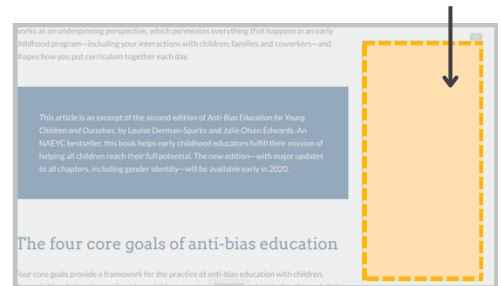 works as an underpinning perspective, which permeates everything that happens in an early
childhood program—including your interactions with children, families and coworkers—and
shapes how you put curriculum together each day.
This article is an excerpt of the second edition of Anti-Bias Education for Young
Children and Ourselves, by Louise Derman-Sparks and Julie Olsen Edwards. An
NAEYC bestseller, this book helps early childhood educators fulfill their mission of
helping all children reach their full potential. The new edition—with major updates
to all chapters, including gender identity—will be available early in 2020.
The four core goals of anti-bias education
Four core goals provide a framework for the practice of anti-bias education with children.